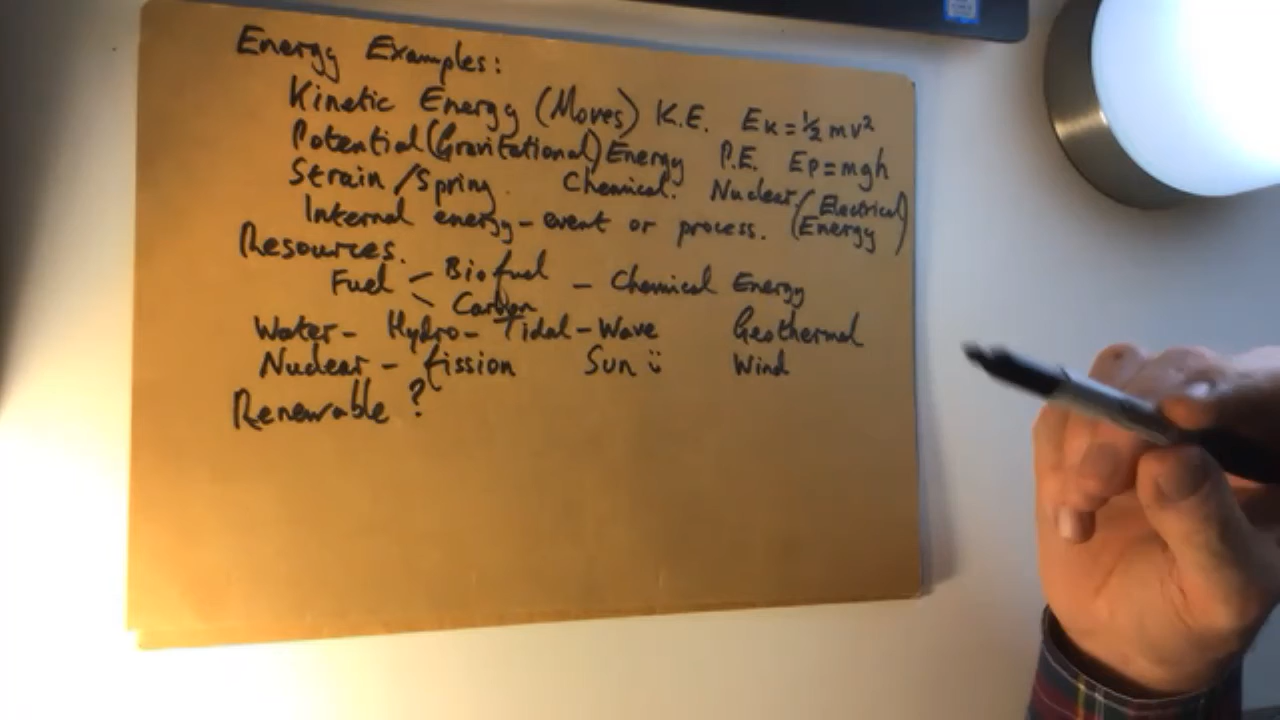 Energy Examples:
Kinetic Energy (Moves) K.E. Ek=½mv²
Potential (Gravitational) Energy P.E. Ep=mgh
Strain/Spring. Chemical. Nuclear. (Electrical
Internal energy - event or process. Energy)
Resources.
Fuel - Biofuel - Chemical Energy
- Carbon
Water - Hydro - Tidal - Wave Geothermal
Nuclear - fission Sun Wind
Renewable?